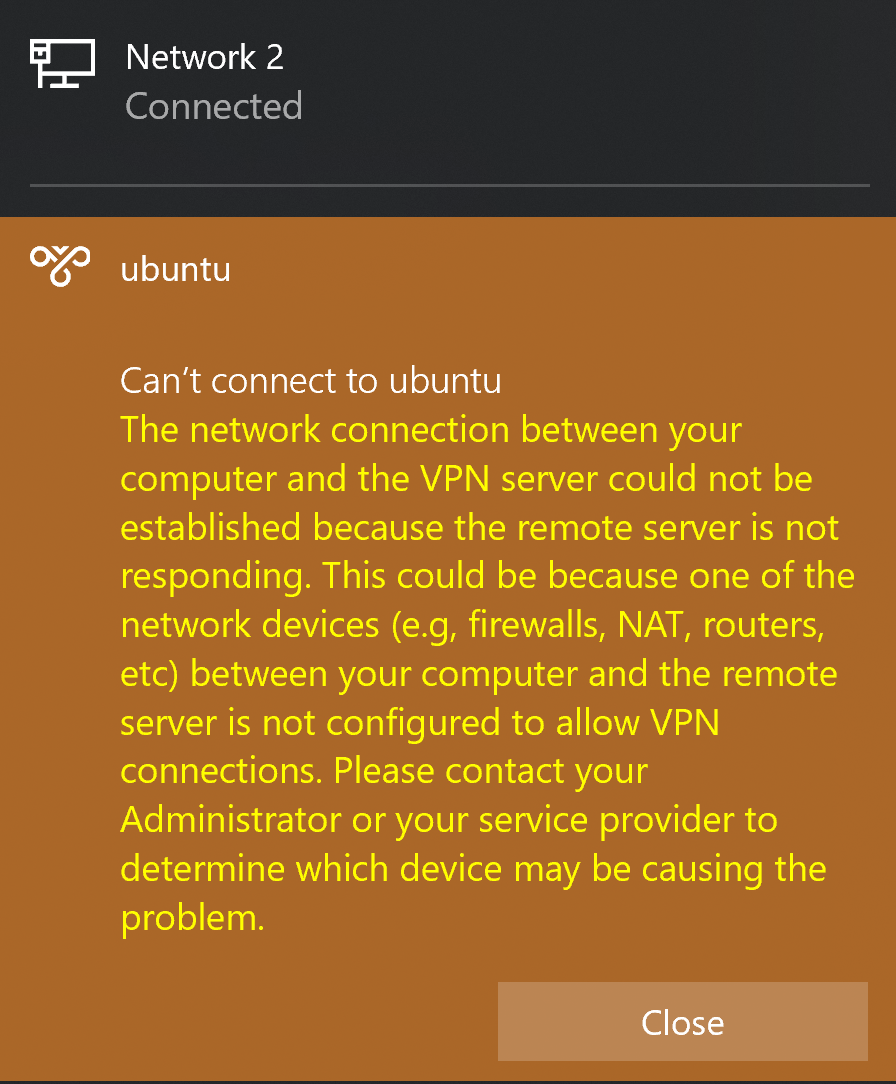 Network 2
Connected
ubuntu
Can’t connect to ubuntu
The network connection between your
computer and the VPN server could not be
established because the remote server is not
responding. This could be because one of the
network devices (e.g, firewalls, NAT, routers,
etc) between your computer and the remote
server is not configured to allow VPN
connections. Please contact your
Administrator or your service provider to
determine which device may be causing the
problem.
Close